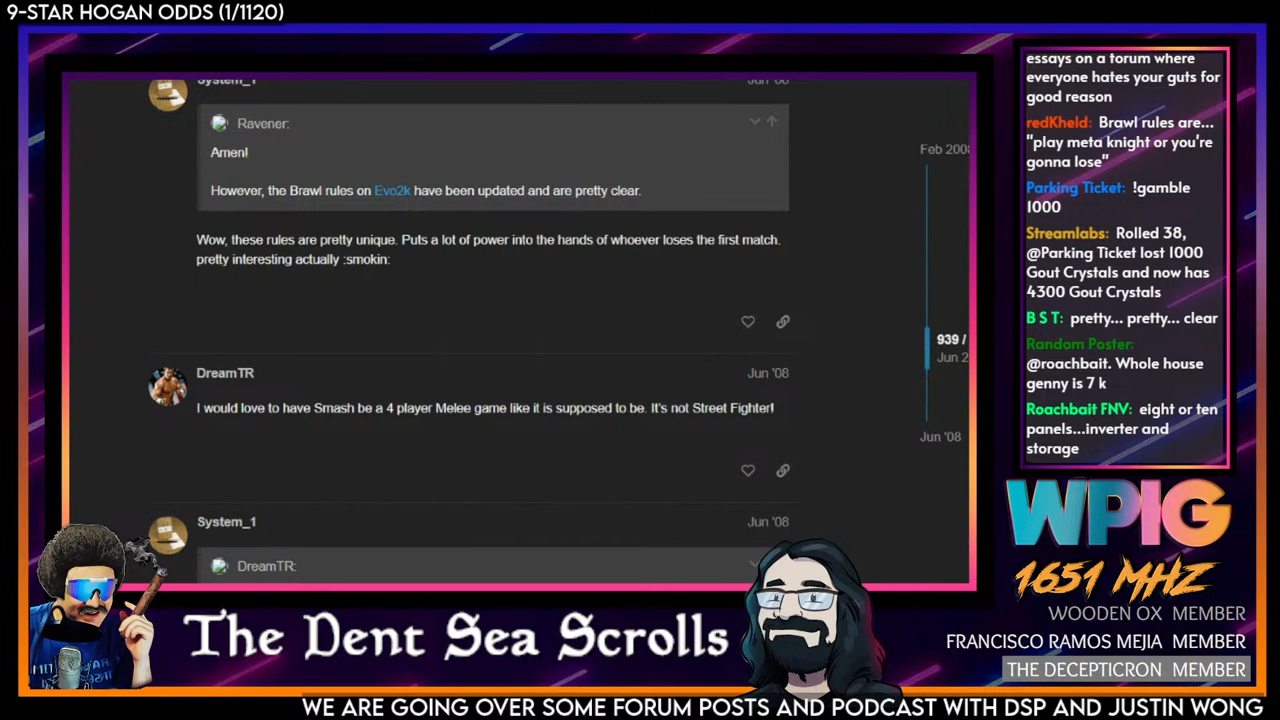 9-STAR HOGAN ODDS (1/1120)
System_1
Jun '08
Ravener:
Amen!
However, the Brawl rules on Evo2k have been updated and are pretty clear.
Wow, these rules are pretty unique. Puts a lot of power into the hands of whoever loses the first match.
pretty interesting actually :smokin:
DreamTR
Jun '08
I would love to have Smash be a 4 player Melee game like it is supposed to be. It's not Street Fighter!
System_1
Jun '08
DreamTR:
Feb 2008
939 /
Jun 2
Jun '08
essays on a forum where
everyone hates your guts for
good reason
redKheld: Brawl rules are...
"play meta knight or you're
gonna lose"
Parking Ticket: !gamble
1000
Streamlabs: Rolled 38,
@Parking Ticket lost 1000
Gout Crystals and now has
4300 Gout Crystals
B S T: pretty... pretty... clear
Random Poster:
@roachbait. Whole house
genny is 7 k
Roachbait FNV: eight or ten
panels...inverter and
storage
WPIG
1651 MHZ
WOODEN OX MEMBER
FRANCISCO RAMOS MEJIA MEMBER
THE DECEPTICRON MEMBER
The Dent Sea Scrolls
WE ARE GOING OVER SOME FORUM POSTS AND PODCAST WITH DSP AND JUSTIN WONG